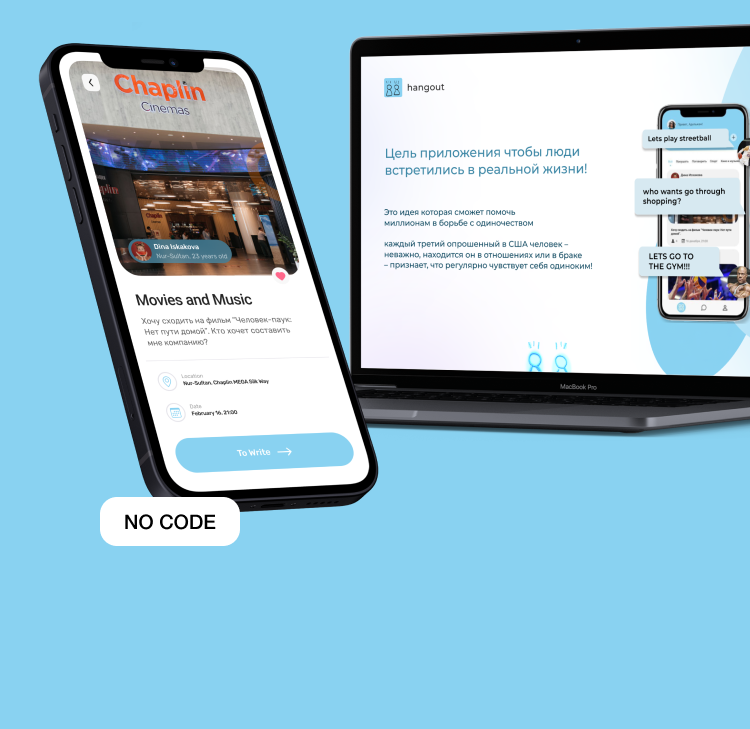 Chaplin
Cinemas
Chaplin
Dina Iskakova
Nur-Sultan, 23 years old
Movies and Music
Хочу сходить на фильм "Человек-паук:
Нет пути домой". Кто хочет составить
мне компанию?
Location
Nur-Sultan, Chaplin MEGA Silk Way
Date
February 16, 21:00
To Write
NO CODE
hangout
Цель приложения чтобы люди
встретились в реальной жизни!
Это идея которая сможет помочь
миллионам в борьбе с одиночеством
каждый третий опрошенный в США человек –
неважно, находится он в отношениях или в браке
– признает, что регулярно чувствует себя одиноким!
Lets play streetball
who wants go through
shopping?
LETS GO TO
THE GYM!!!
MacBook Pro